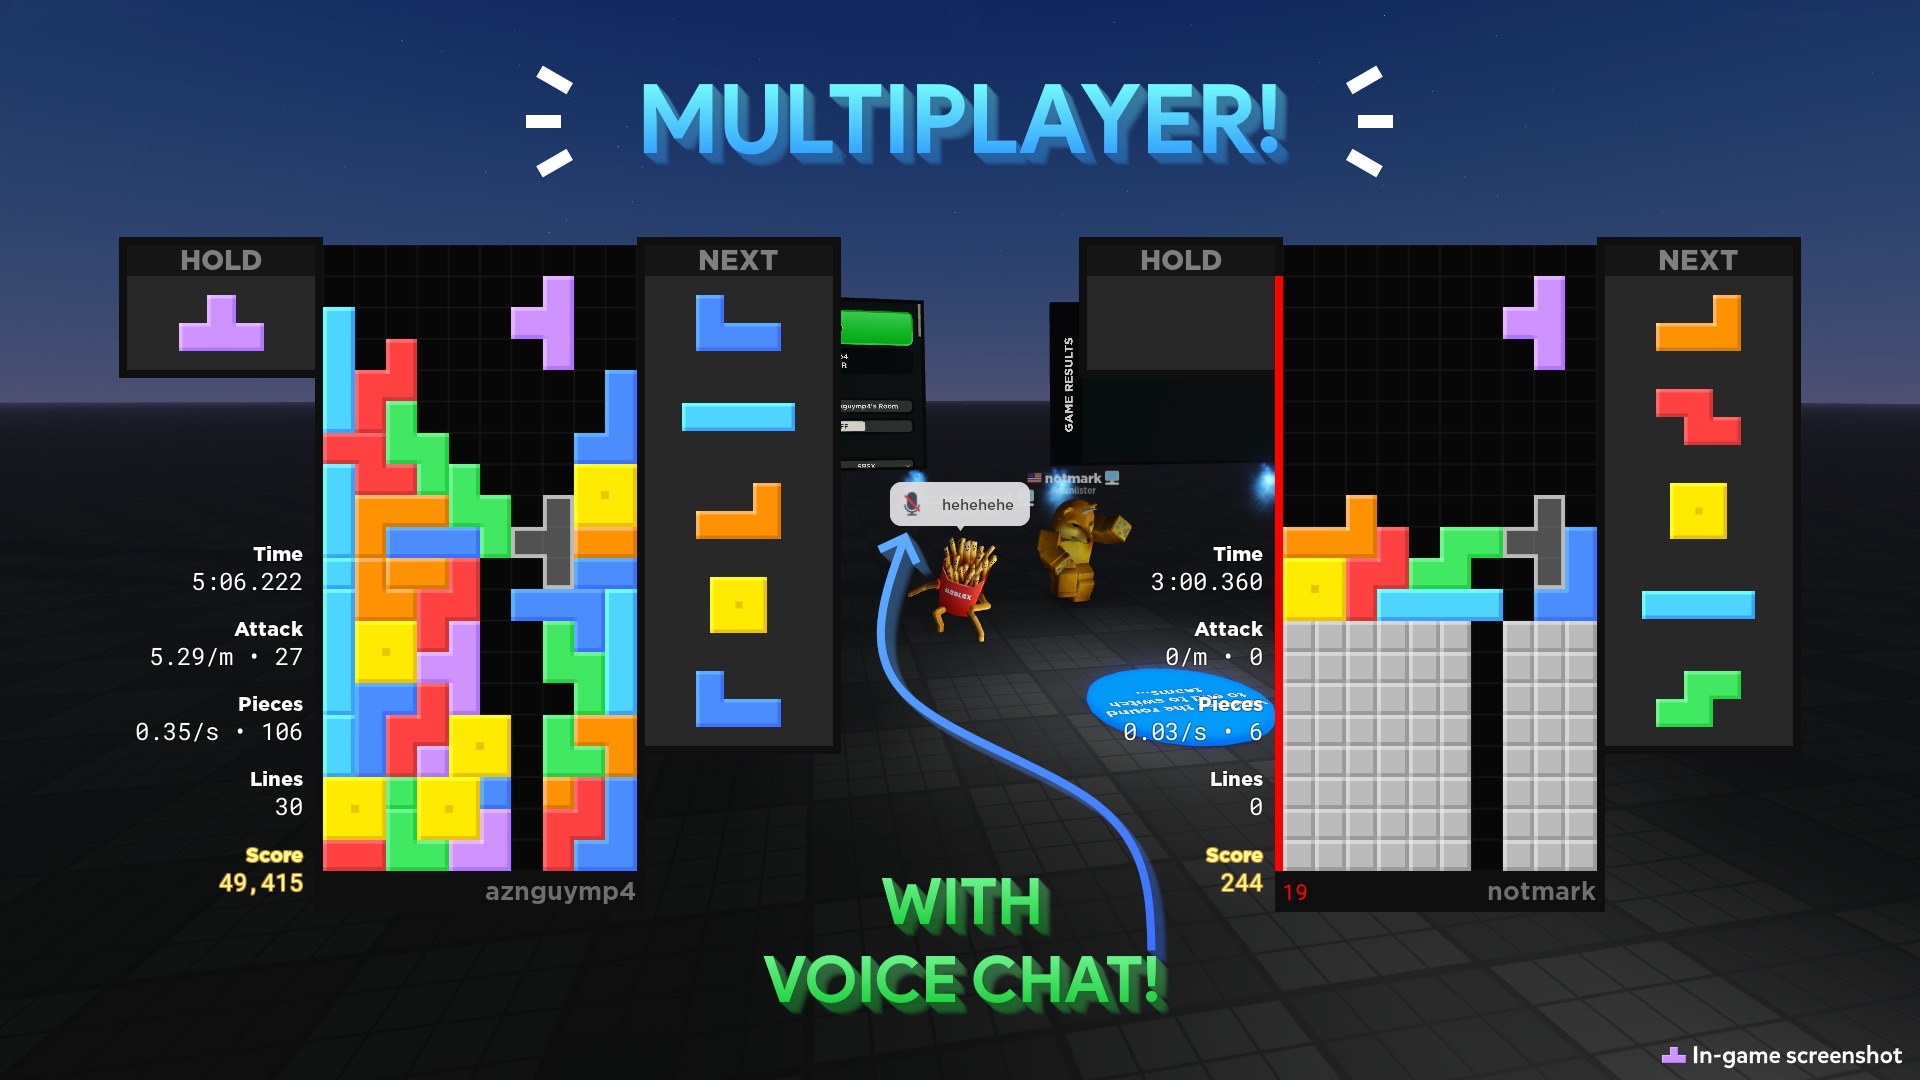 MULTIPLAYER!
HOLD
NEXT
Time
5:06.222
Attack
5.29/m • 27
Pieces
0.35/s • 106
Lines
30
Score
49,415
aznguymp4
GAME RESULTS
notmark
hehehehe
ROBLOX
HOLD
NEXT
Time
3:00.360
Attack
0/m • 0
Pieces
0.03/s • 6
Lines
0
Score
244
19
notmark
WITH
VOICE CHAT!
In-game screenshot